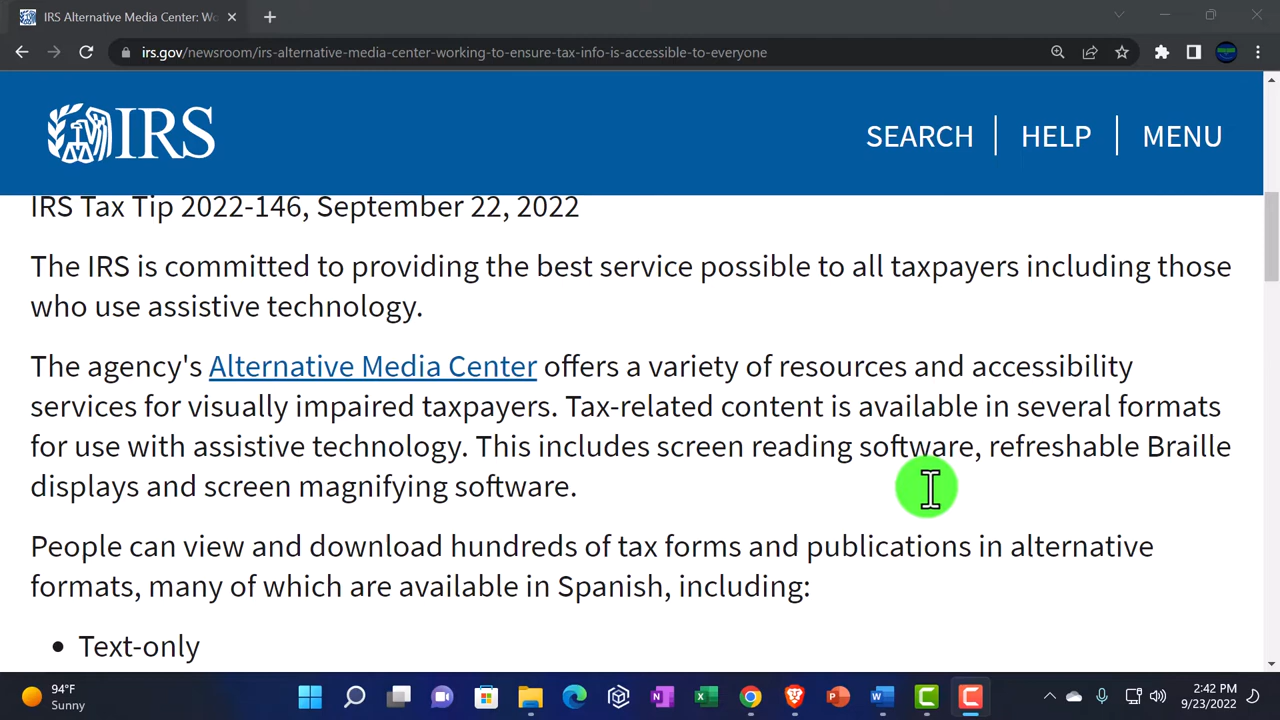 IRS Alternative Media Center: Wo
irs.gov/newsroom/irs-alternative-media-center-working-to-ensure-tax-info-is-accessible-to-everyone
IRS
SEARCH
HELP
MENU
IRS Tax Tip 2022-146, September 22, 2022
The IRS is committed to providing the best service possible to all taxpayers including those
who use assistive technology.
The agency's Alternative Media Center offers a variety of resources and accessibility
services for visually impaired taxpayers. Tax-related content is available in several formats
for use with assistive technology. This includes screen reading software, refreshable Braille
displays and screen magnifying software.
People can view and download hundreds of tax forms and publications in alternative
formats, many of which are available in Spanish, including:
• Text-only
94°F
Sunny
2:42 PM
9/23/2022